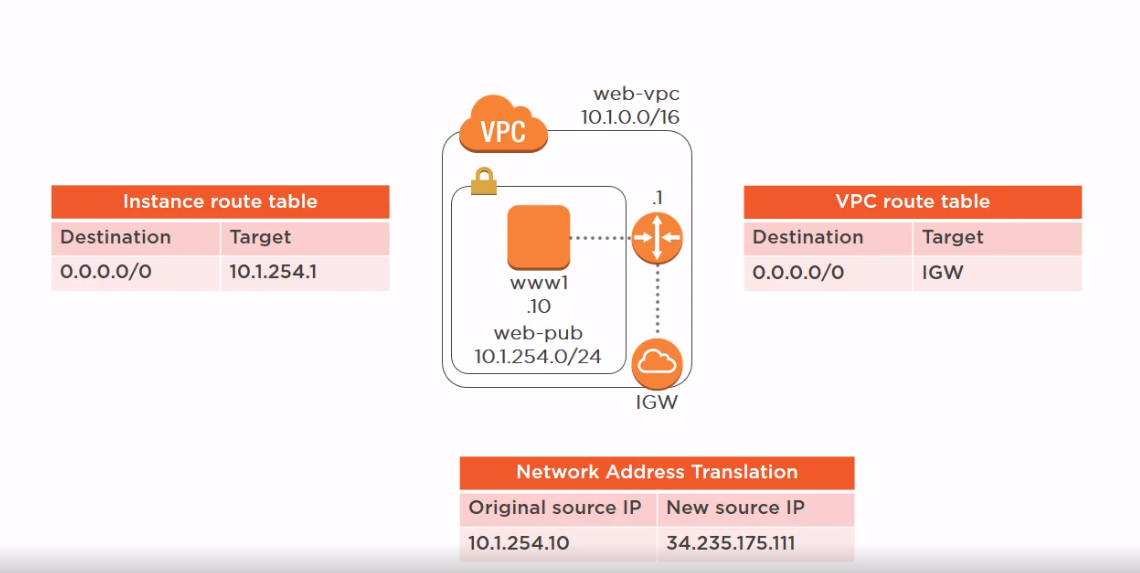 web-vpc
10.1.0.0/16
VPC
Instance route table
Destination Target
0.0.0.0/0 10.1.254.1
.1
www1
.10
web-pub
10.1.254.0/24
IGW
VPC route table
Destination Target
0.0.0.0/0 IGW
Network Address Translation
Original source IP New source IP
10.1.254.10 34.235.175.111